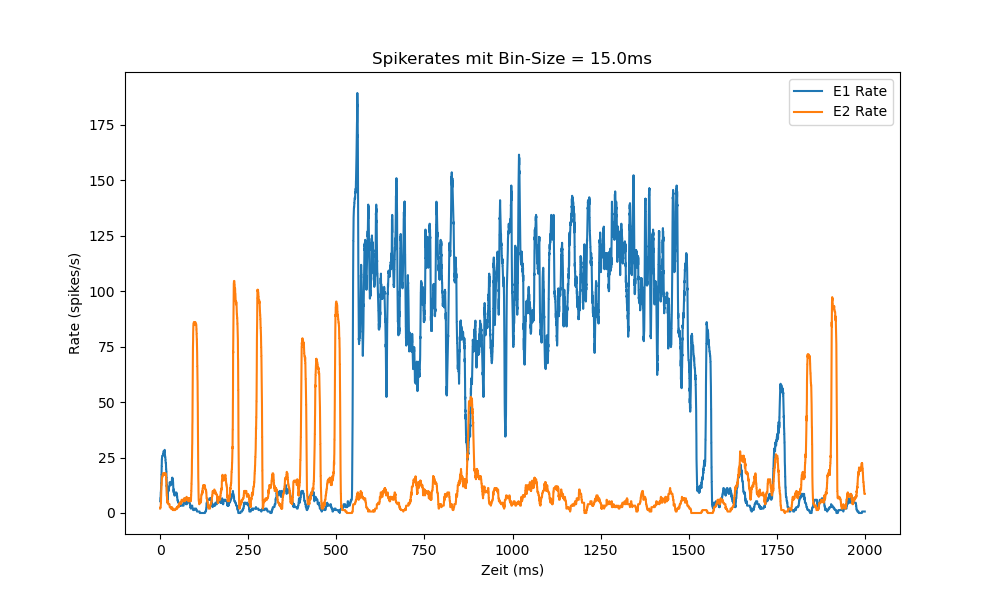 Spikerates mit Bin-Size = 15.0ms
E1 Rate
E2 Rate
Rate (spikes/s)
175
150
125
100
75
50
25
0
0 250 500 750 1000 1250 1500 1750 2000
Zeit (ms)